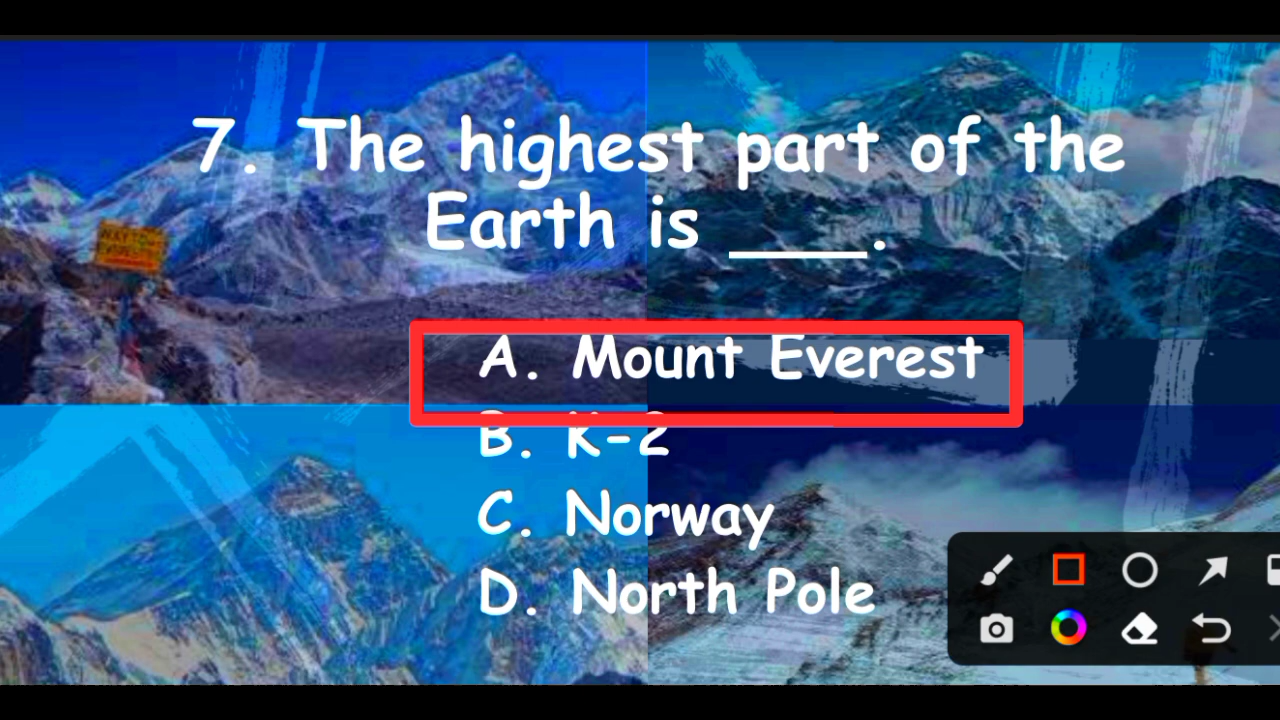 7. The highest part of the
Earth is ____.
A. Mount Everest
B. K-2
C. Norway
D. North Pole